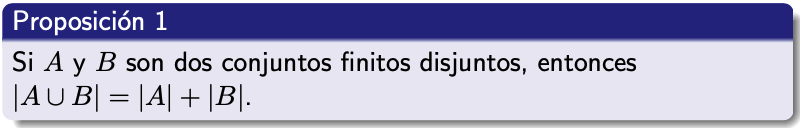 Proposición 1
Si A y B son dos conjuntos finitos disjuntos, entonces
|A ∪ B| = |A| + |B|.